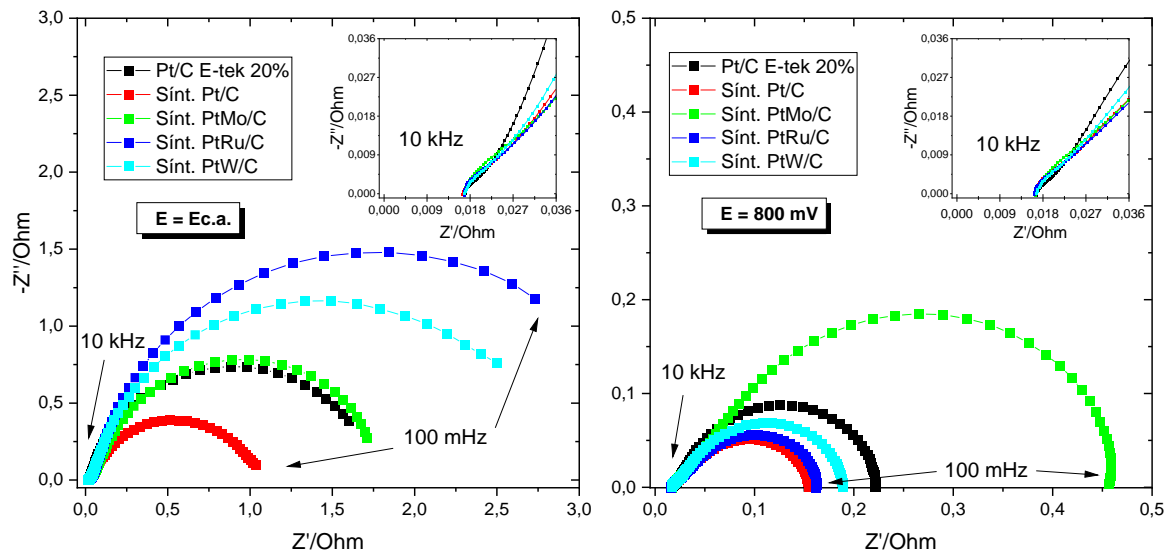 3,0
2,5
2,0
1,5
1,0
0,5
0,0
-Z''/Ohm
0,0 0,5 1,0 1,5 2,0 2,5 3,0
Z'/Ohm
Pt/C E-tek 20%
Sínt. Pt/C
Sínt. PtMo/C
Sínt. PtRu/C
Sínt. PtW/C
E = Ec.a.
10 kHz
100 mHz
0,036
0,027
0,018
0,009
0,000
-Z''/Ohm
10 kHz
0,000 0,009 0,018 0,027 0,036
Z'/Ohm
0,5
0,4
0,3
0,2
0,1
0,0
0,0 0,1 0,2 0,3 0,4 0,5
Z'/Ohm
Pt/C E-tek 20%
Sínt. Pt/C
Sínt. PtMo/C
Sínt. PtRu/C
Sínt. PtW/C
E = 800 mV
10 kHz
100 mHz
0,036
0,027
0,018
0,009
0,000
-Z''/Ohm
10 kHz
0,000 0,009 0,018 0,027 0,036
Z'/Ohm